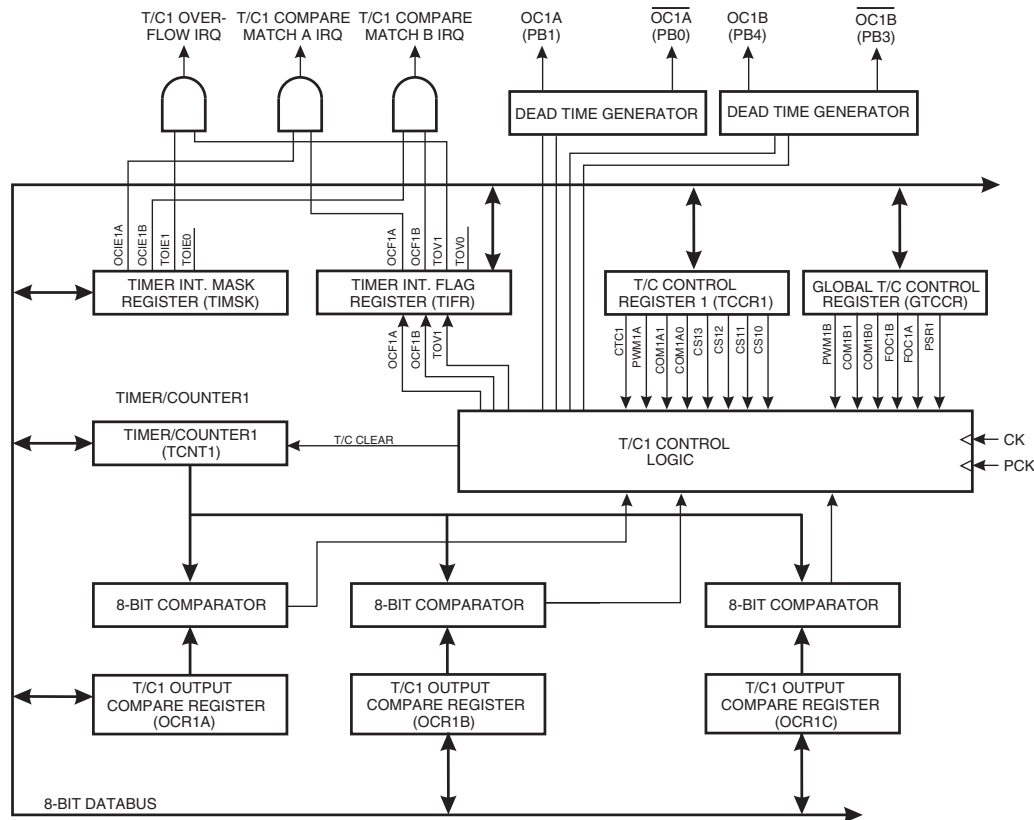 T/C1 OVER-
FLOW IRQ
T/C1 COMPARE
MATCH A IRQ
T/C1 COMPARE
MATCH B IRQ
OC1A
(PB1)
OC1A
(PB0)
OC1B
(PB4)
OC1B
(PB3)
DEAD TIME GENERATOR
DEAD TIME GENERATOR
OCIE1A
OCIE1B
TOIE1
TOIE0
OCF1A
OCF1B
TOV1
TOV0
TIMER INT. MASK
REGISTER (TIMSK)
TIMER INT. FLAG
REGISTER (TIFR)
T/C CONTROL
REGISTER 1 (TCCR1)
GLOBAL T/C CONTROL
REGISTER (GTCCR)
OCF1A
OCF1B
TOV1
CTC1
PWM1A
COM1A1
COM1A0
CS13
CS12
CS11
CS10
PWM1B
COM1B1
COM1B0
FOC1B
FOC1A
PSR1
TIMER/COUNTER1
TIMER/COUNTER1
(TCNT1)
T/C CLEAR
T/C1 CONTROL
LOGIC
CK
PCK
8-BIT COMPARATOR
8-BIT COMPARATOR
8-BIT COMPARATOR
T/C1 OUTPUT
COMPARE REGISTER
(OCR1A)
T/C1 OUTPUT
COMPARE REGISTER
(OCR1B)
T/C1 OUTPUT
COMPARE REGISTER
(OCR1C)
8-BIT DATABUS